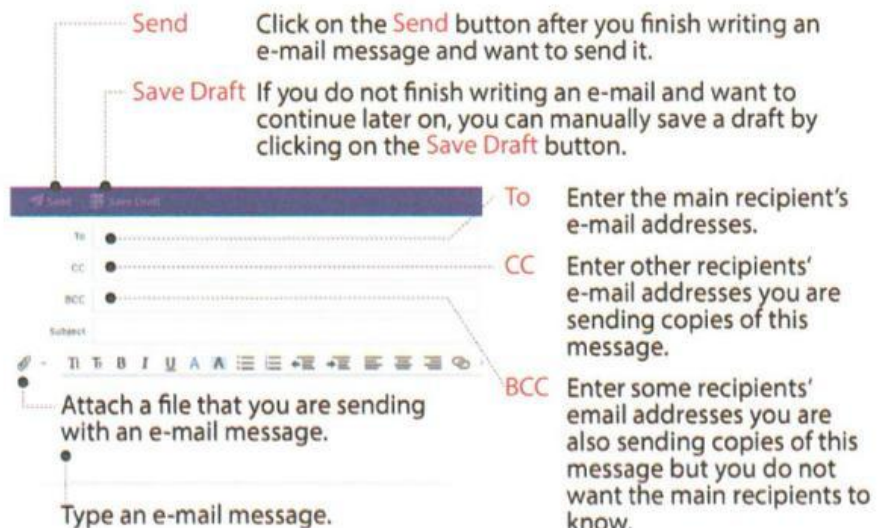 Send Click on the Send button after you finish writing an
e-mail message and want to send it.
Save Draft If you do not finish writing an e-mail and want to
continue later on, you can manually save a draft by
clicking on the Save Draft button.
Send Save Draft
To
CC
BCC
Subject
To Enter the main recipient's
e-mail addresses.
CC Enter other recipients'
e-mail addresses you are
sending copies of this
message.
BCC Enter some recipients'
email addresses you are
also sending copies of this
message but you do not
want the main recipients to
know.
B I U A A
Attach a file that you are sending
with an e-mail message.
Type an e-mail message.